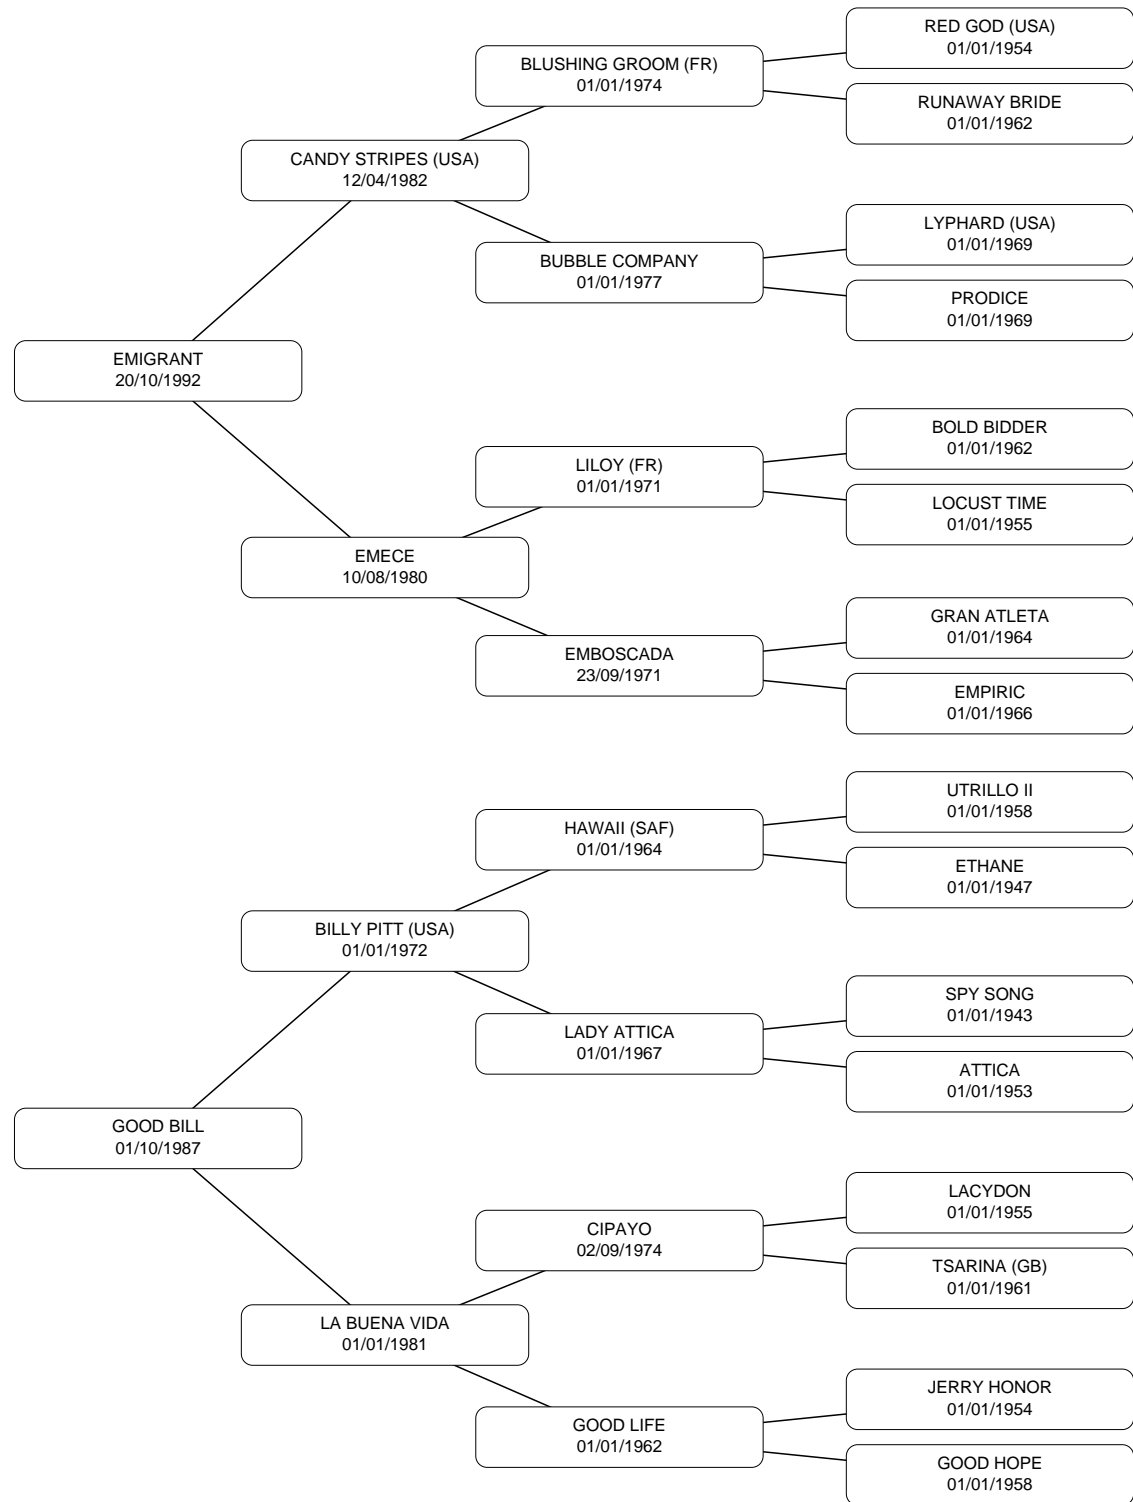 RED GOD (USA)
01/01/1954
BLUSHING GROOM (FR)
01/01/1974
RUNAWAY BRIDE
01/01/1962
CANDY STRIPES (USA)
12/04/1982
LYPHARD (USA)
01/01/1969
BUBBLE COMPANY
01/01/1977
PRODICE
01/01/1969
EMIGRANT
20/10/1992
BOLD BIDDER
01/01/1962
LILOY (FR)
01/01/1971
LOCUST TIME
01/01/1955
EMECE
10/08/1980
GRAN ATLETA
01/01/1964
EMBOSCADA
23/09/1971
EMPIRIC
01/01/1966
UTRILLO II
01/01/1958
HAWAII (SAF)
01/01/1964
ETHANE
01/01/1947
BILLY PITT (USA)
01/01/1972
SPY SONG
01/01/1943
LADY ATTICA
01/01/1967
ATTICA
01/01/1953
GOOD BILL
01/10/1987
LACYDON
01/01/1955
CIPAYO
02/09/1974
TSARINA (GB)
01/01/1961
LA BUENA VIDA
01/01/1981
JERRY HONOR
01/01/1954
GOOD LIFE
01/01/1962
GOOD HOPE
01/01/1958